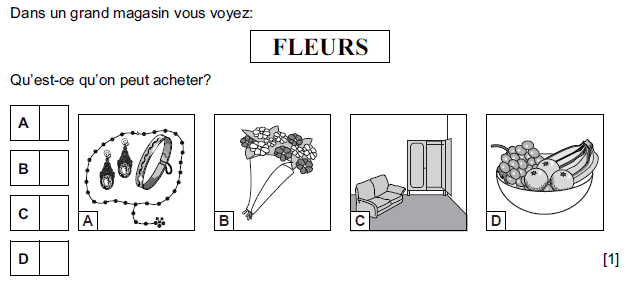 Dans un grand magasin vous voyez:
FLEURS
Qu'est-ce qu'on peut acheter?
A
B
C
D
A
B
C
D
[1]